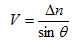 V = Δn / sin θ